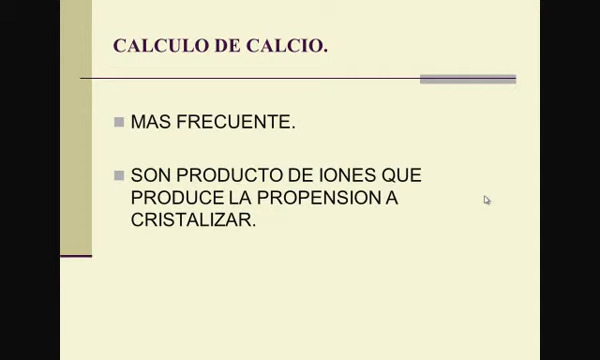 CALCULO DE CALCIO.
MAS FRECUENTE.
SON PRODUCTO DE IONES QUE
PRODUCE LA PROPENSION A
CRISTALIZAR.